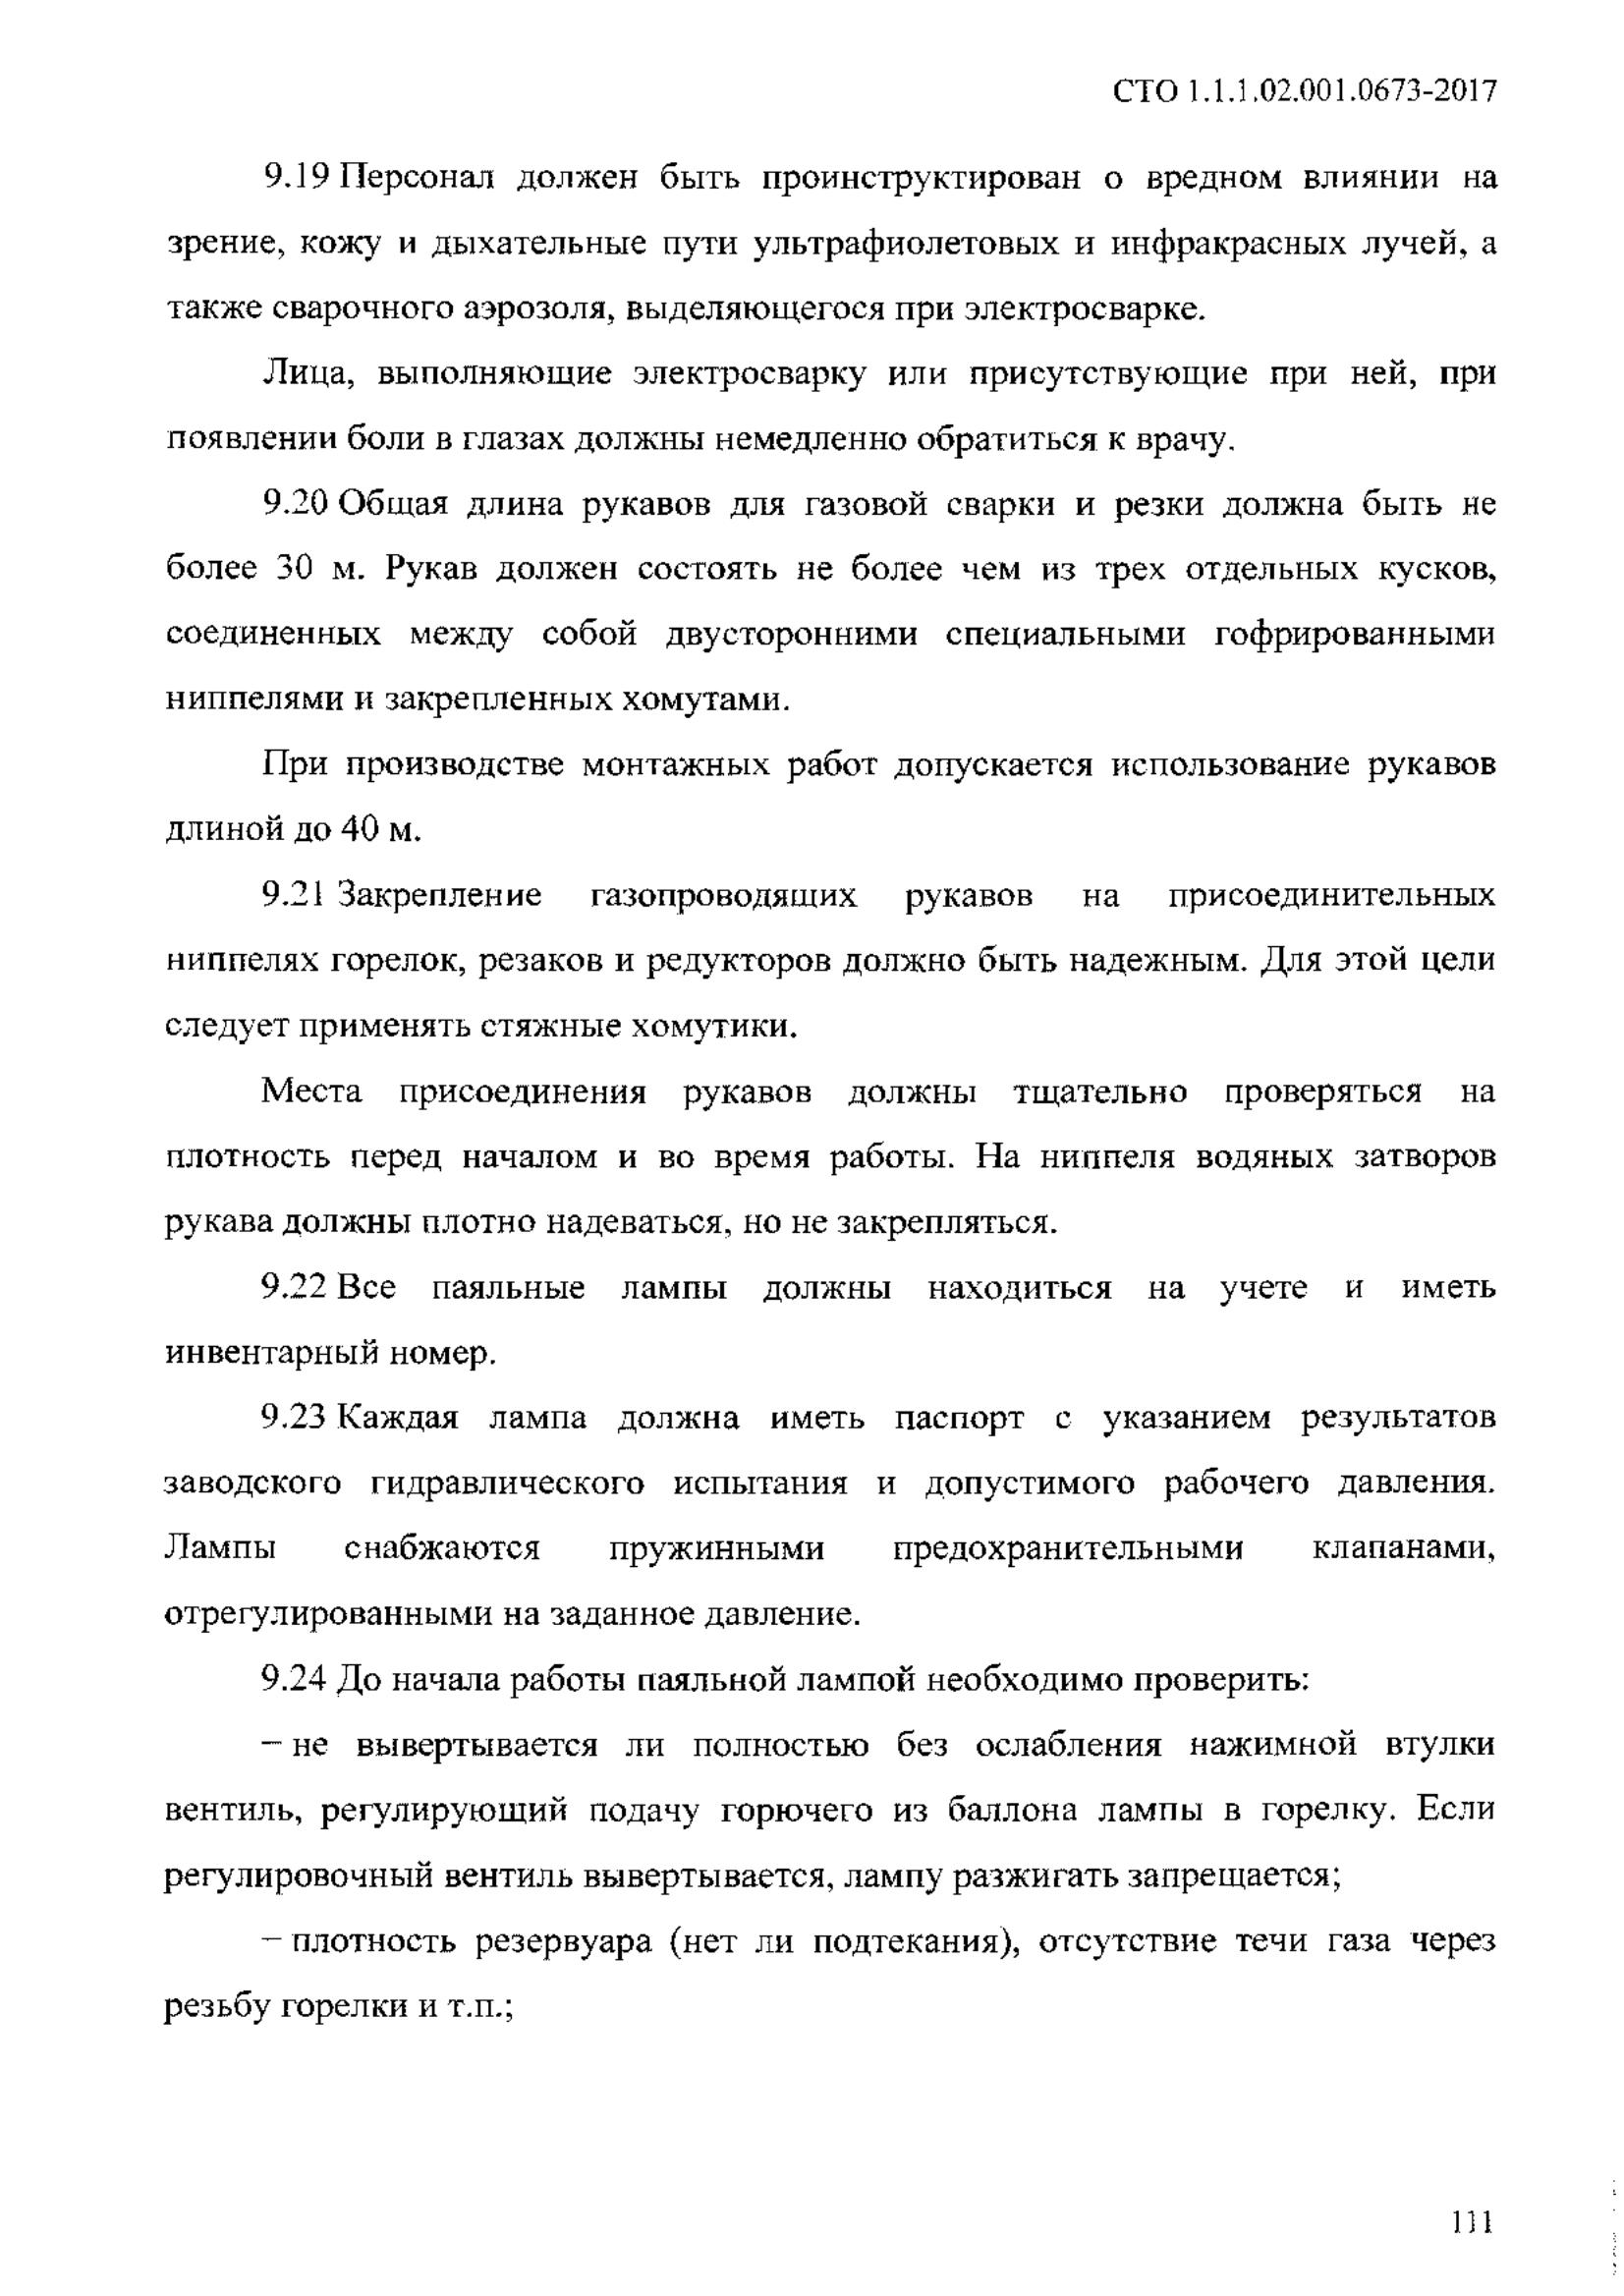 СТО 1.1.1.02.001.0673-2017
9.19 Персонал должен быть проинструктирован о вредном влиянии на
зрение, кожу и дыхательные пути ультрафиолетовых и инфракрасных лучей, а
также сварочного аэрозоля, выделяющегося при электросварке.
Лица, выполняющие электросварку или присутствующие при ней, при
появлении боли в глазах должны немедленно обратиться к врачу.
9.20 Общая длина рукавов для газовой сварки и резки должна быть не
более 30 м. Рукав должен состоять не более чем из трех отдельных кусков,
соединенных между собой двусторонними специальными гофрированными
ниппелями и закрепленных хомутами.
При производстве монтажных работ допускается использование рукавов
длиной до 40 м.
9.21 Закрепление газопроводящих рукавов на присоединительных
ниппелях горелок, резаков и редукторов должно быть надежным. Для этой цели
следует применять стяжные хомутики.
Места присоединения рукавов должны тщательно проверяться на
плотность перед началом и во время работы. На ниппеля водяных затворов
рукава должны плотно надеваться, но не закрепляться.
9.22 Все паяльные лампы должны находиться на учете и иметь
инвентарный номер.
9.23 Каждая лампа должна иметь паспорт с указанием результатов
заводского гидравлического испытания и допустимого рабочего давления.
Лампы снабжаются пружинными предохранительными клапанами,
отрегулированными на заданное давление.
9.24 До начала работы паяльной лампой необходимо проверить:
– не вывертывается ли полностью без ослабления нажимной втулки
вентиль, регулирующий подачу горючего из баллона лампы в горелку. Если
регулировочный вентиль вывертывается, лампу разжигать запрещается;
– плотность резервуара (нет ли подтекания), отсутствие течи газа через
резьбу горелки и т.п.;
111